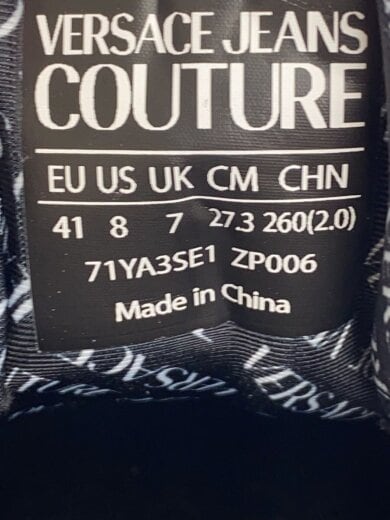 VERSACE JEANS
COUTURE
EU US UK CM CHN
41 8 7 27.3 260(2.0)
71YA3SE1 ZP006
Made in China
VERSAC